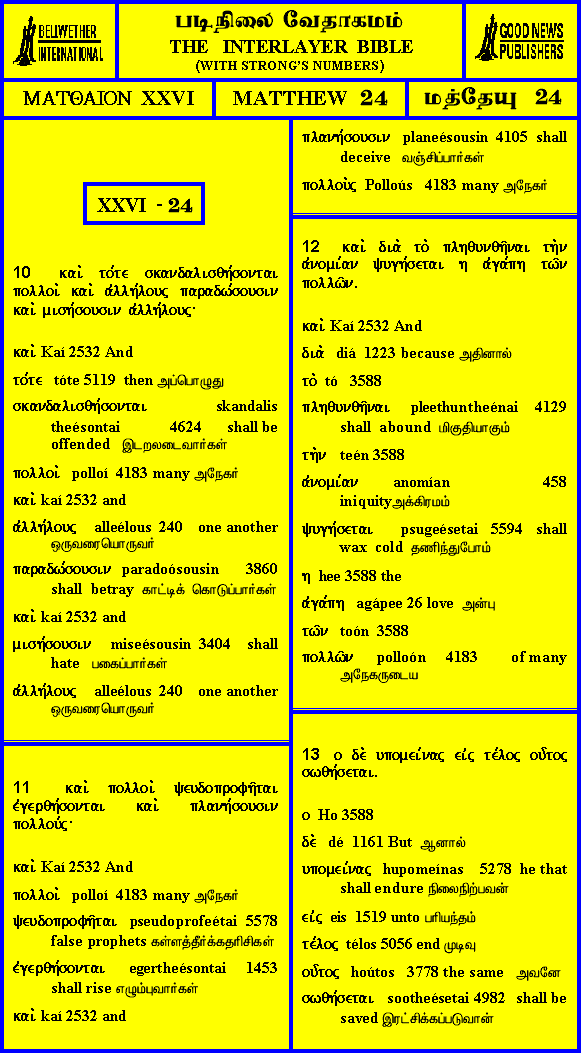 BELLWETHER
INTERNATIONAL
படிநிலை வேதாகமம்
THE INTERLAYER BIBLE
(WITH STRONG'S NUMBERS)
GOOD NEWS
PUBLISHERS
ΜΑΤΘΑΙΟΝ XXVI
MATTHEW 24
மத்தேயு 24
XXVI - 24
10 καὶ τότε σκανδαλισθήσονται
πολλοὶ καὶ ἀλλήλους παραδώσουσιν
καὶ μισήσουσιν ἀλλήλους·
καὶ Kaí 2532 And
τότε tóte 5119 then அப்பொழுது
σκανδαλισθήσονται skandalis
theésontai 4624 shall be
offended இடறலடைவார்கள்
πολλοὶ polloí 4183 many அநேகர்
καὶ kaí 2532 and
ἀλλήλους alleélous 240 one another
ஒருவரையொருவர்
παραδώσουσιν paradoósousin 3860
shall betray காட்டிக் கொடுப்பார்கள்
καὶ kaí 2532 and
μισήσουσιν miseésousin 3404 shall
hate பகைப்பார்கள்
ἀλλήλους alleélous 240 one another
ஒருவரையொருவர்
11 καὶ πολλοὶ ψευδοπροφῆται
ἐγερθήσονται καὶ πλανήσουσιν
πολλούς·
καὶ Kaí 2532 And
πολλοὶ polloí 4183 many அநேகர்
ψευδοπροφῆται pseudoprofeétai 5578
false prophets கள்ளத்தீர்க்கதரிசிகள்
ἐγερθήσονται egertheésontai 1453
shall rise எழும்புவார்கள்
καὶ kaí 2532 and
πλανήσουσιν planeésousin 4105 shall
deceive வஞ்சிப்பார்கள்
πολλοὺς Polloús 4183 many அநேகர்
12 καὶ διὰ τὸ πληθυνθῆναι τὴν
ἀνομίαν ψυγήσεται η ἀγάπη τῶν
πολλῶν.
καὶ Kaí 2532 And
διὰ diá 1223 because அதினால்
τὸ tó 3588
πληθυνθῆναι pleethuntheénai 4129
shall abound மிகுதியாகும்
τὴν teén 3588
ἀνομίαν anomían 458
iniquityஅக்கிரமம்
ψυγήσεται psugeésetai 5594 shall
wax cold தணிந்துபோம்
η hee 3588 the
ἀγάπη agápee 26 love அன்பு
τῶν toón 3588
πολλῶν polloón 4183 of many
அநேகருடைய
13 ο δὲ υπομείνας εἰς τέλος οὗτος
σωθήσεται.
ο Ho 3588
δὲ dé 1161 But ஆனால்
υπομείνας hupomeínas 5278 he that
shall endure நிலைநிற்பவன்
εἰς eis 1519 unto பரியந்தம்
τέλος télos 5056 end முடிவு
οὗτος hoútos 3778 the same அவனே
σωθήσεται sootheésetai 4982 shall be
saved இரட்சிக்கப்படுவான்